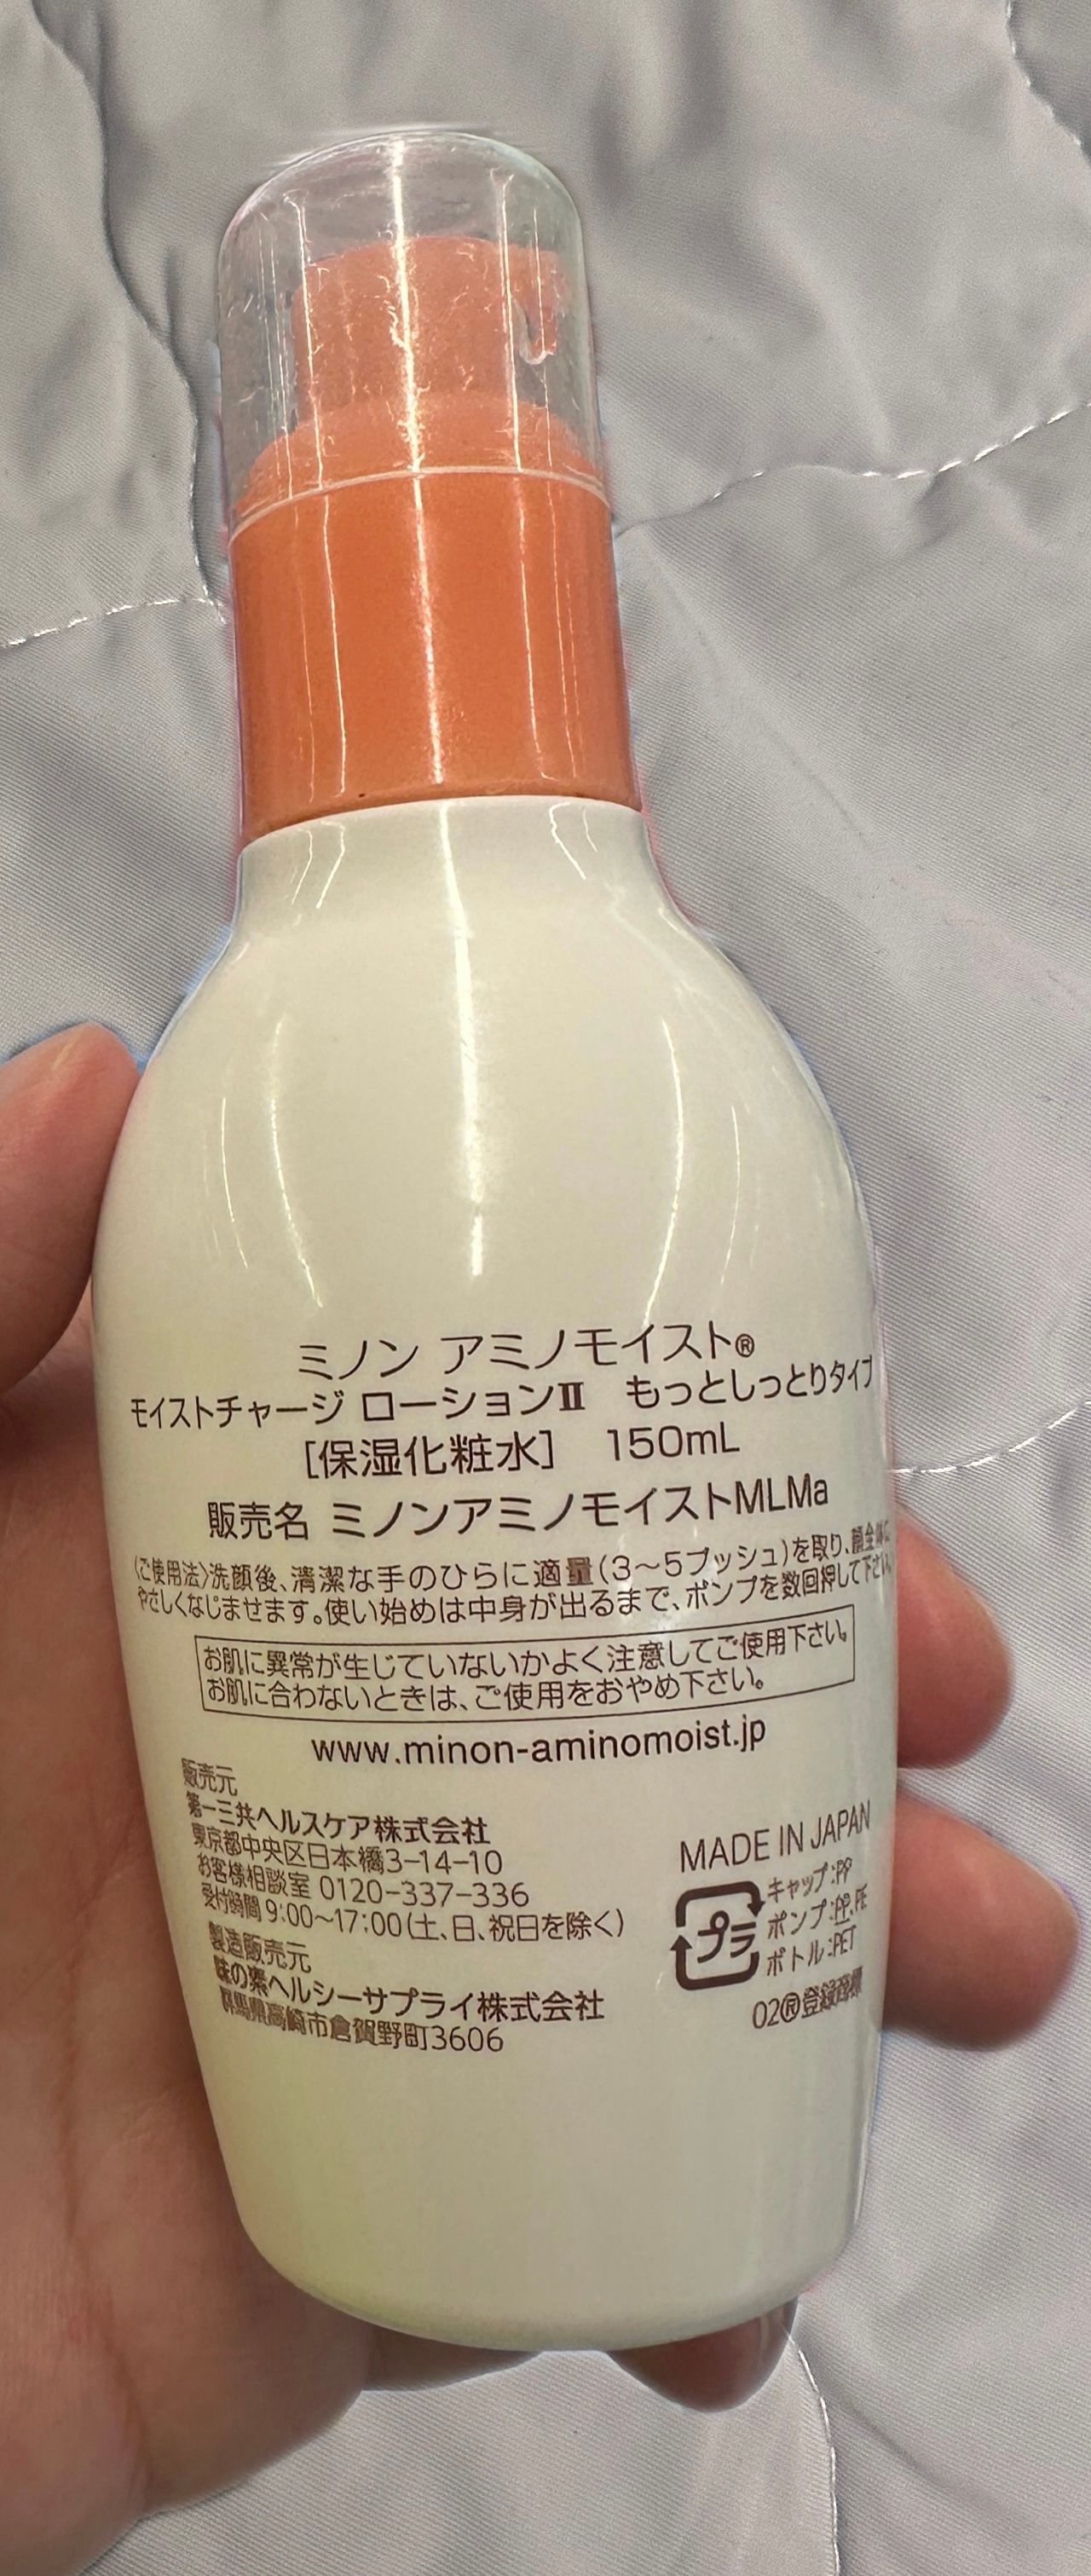 ミノン アミノモイスト®
モイストチャージ ローションⅡ もっとしっとりタイプ
[保湿化粧水] 150mL
販売名 ミノンアミノモイストMLMa
〈ご使用法〉洗顔後、清潔な手のひらに適量(3～5プッシュ)を取り、顔全体に
やさしくなじませます。使い始めは中身が出るまで、ポンプを数回押して下さい。
お肌に異常が生じていないかよく注意してご使用下さい。
お肌に合わないときは、ご使用をおやめ下さい。
www.minon-aminomoist.jp
販売元
第一三共ヘルスケア株式会社
東京都中央区日本橋3-14-10
お客様相談室 0120-337-336
受付時間 9:00～17:00(土、日、祝日を除く)
製造販売元
味の素ヘルシーサプライ株式会社
群馬県高崎市倉賀野町3606
MADE IN JAPAN
プラ
キャップ:PP
ポンプ:PP,PE
ボトル:PET
02®登録商標